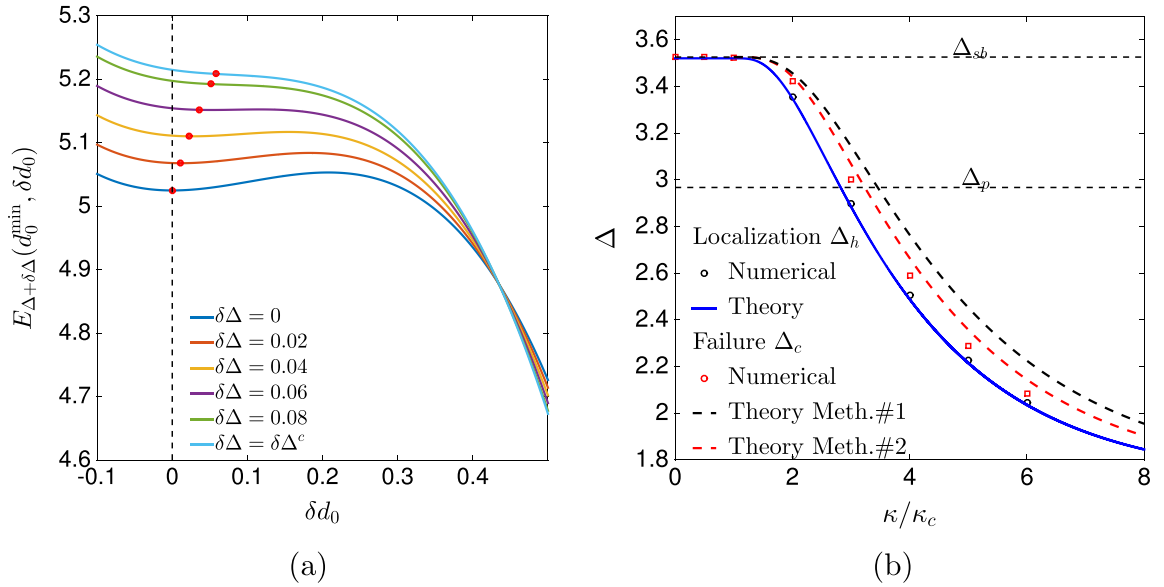 5.3
5.2
5.1
5
4.9
4.8
4.7
4.6
-0.1
0
0.1
0.2
0.3
0.4
E_{Δ+δΔ}(d_0^{min}, δd_0)
δd_0
δΔ = 0
δΔ = 0.02
δΔ = 0.04
δΔ = 0.06
δΔ = 0.08
δΔ = δΔ^c
(a)
3.6
3.4
3.2
3
2.8
2.6
2.4
2.2
2
1.8
0
2
4
6
8
Δ
κ/κ_c
Δ_{sb}
Δ_p
Localization Δ_h
Numerical
Theory
Failure Δ_c
Numerical
Theory Meth.#1
Theory Meth.#2
(b)